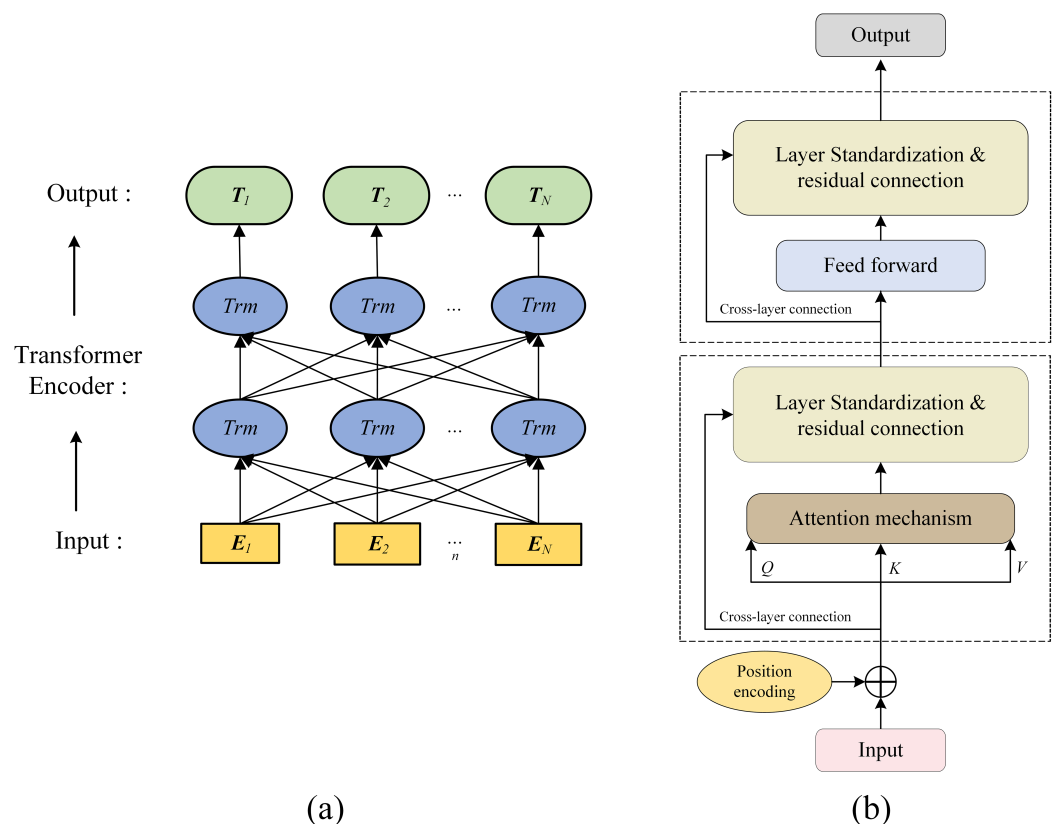 Output :
T1 T2 ... TN
Trm Trm ... Trm
Transformer
Encoder :
Trm Trm ... Trm
Input :
E1 E2 ... EN
n
(a)
Output
Layer Standardization &
residual connection
Feed forward
Cross-layer connection
Layer Standardization &
residual connection
Attention mechanism
Q K V
Cross-layer connection
Position
encoding
Input
(b)